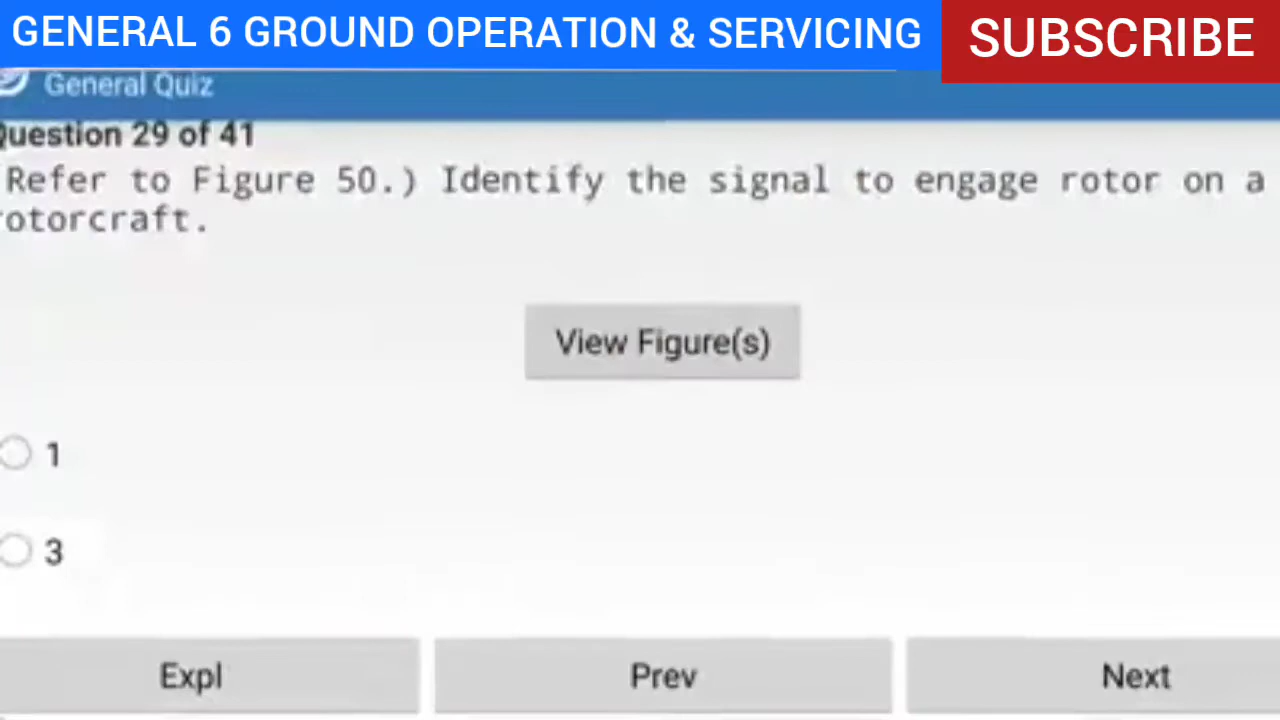 GENERAL 6 GROUND OPERATION & SERVICING
SUBSCRIBE
General Quiz
Question 29 of 41
Refer to Figure 50.) Identify the signal to engage rotor on a
otorcraft.
View Figure(s)
1
3
Expl
Prev
Next